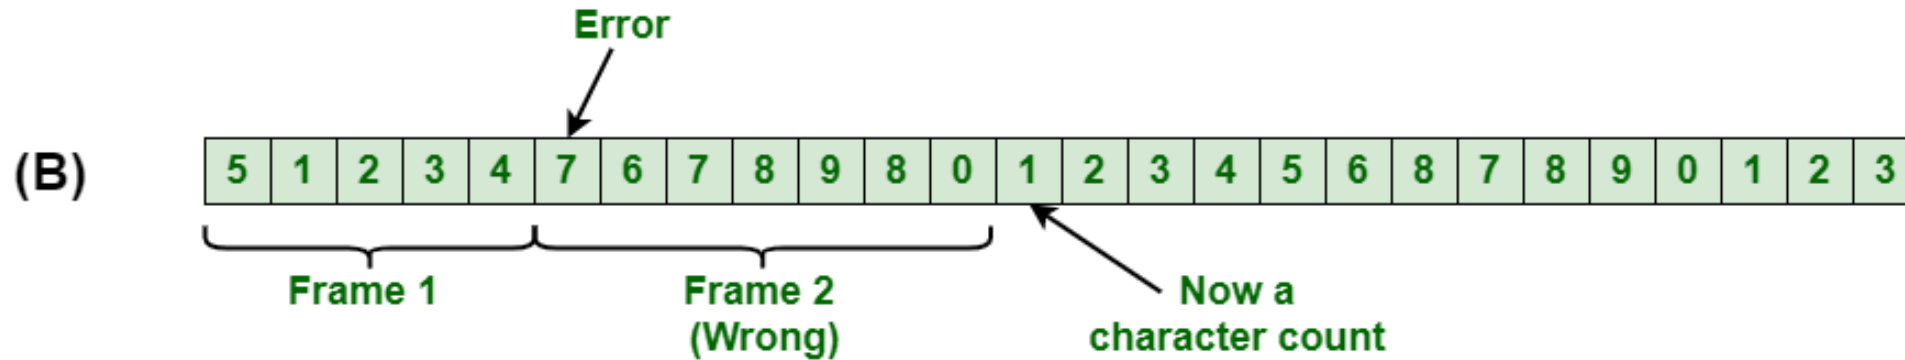 Error
(B) 5 1 2 3 4 7 6 7 8 9 8 0 1 2 3 4 5 6 8 7 8 9 0 1 2 3
Frame 1
Frame 2
(Wrong)
Now a
character count